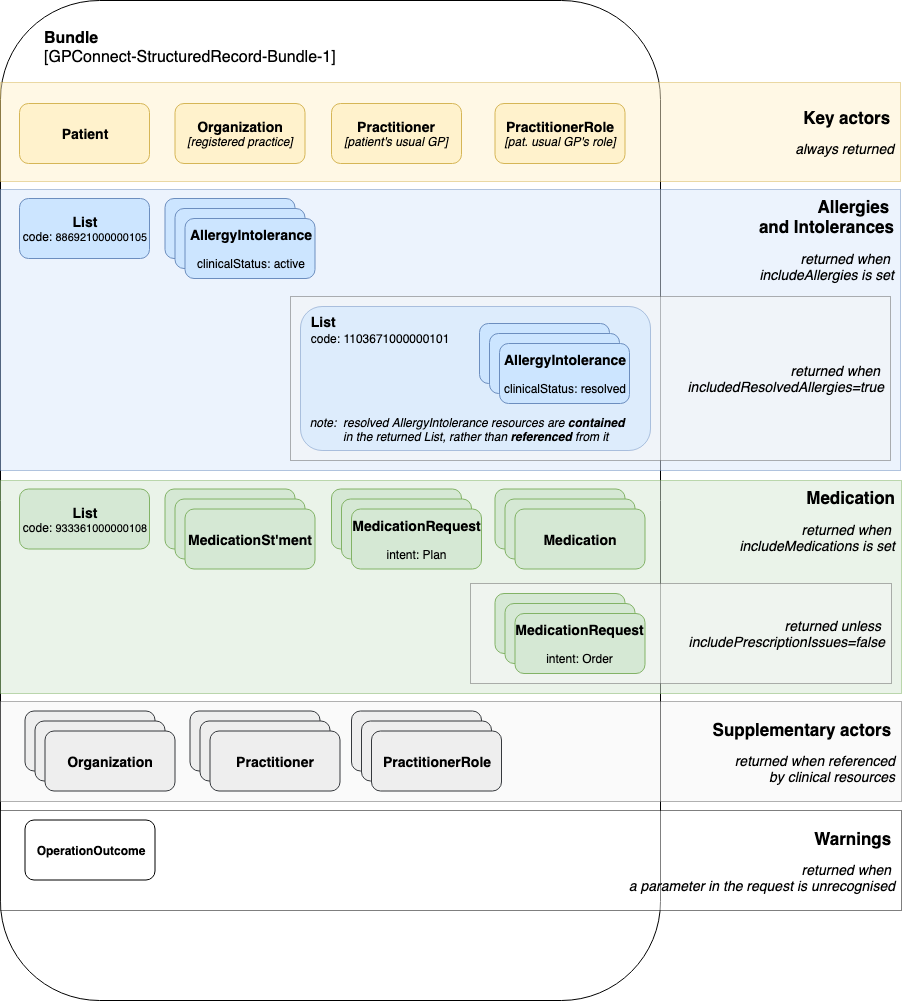 Bundle
[GPConnect-StructuredRecord-Bundle-1]
Patient
Organization
[registered practice]
Practitioner
[patient's usual GP]
PractitionerRole
[pat. usual GP's role]
Key actors
always returned
List
code: 886921000000105
AllergyIntolerance
clinicalStatus: active
Allergies
and Intolerances
returned when
includeAllergies is set
List
code: 1103671000000101
AllergyIntolerance
clinicalStatus: resolved
note: resolved AllergyIntolerance resources are contained
in the returned List, rather than referenced from it
returned when
includedResolvedAllergies=true
List
code: 933361000000108
MedicationSt'ment
MedicationRequest
intent: Plan
Medication
Medication
returned when
includeMedications is set
MedicationRequest
intent: Order
returned unless
includePrescriptionIssues=false
Organization
Practitioner
PractitionerRole
Supplementary actors
returned when referenced
by clinical resources
OperationOutcome
Warnings
returned when
a parameter in the request is unrecognised